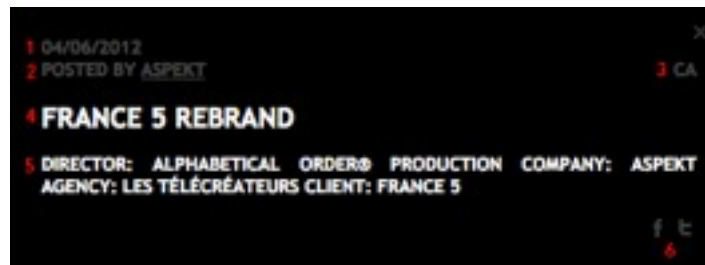 1 04/06/2012
2 POSTED BY ASPEKT
3 CA
4 FRANCE 5 REBRAND
5 DIRECTOR: ALPHABETICAL ORDER® PRODUCTION COMPANY: ASPEKT
AGENCY: LES TÉLÉCRÉATEURS CLIENT: FRANCE 5
f t
6